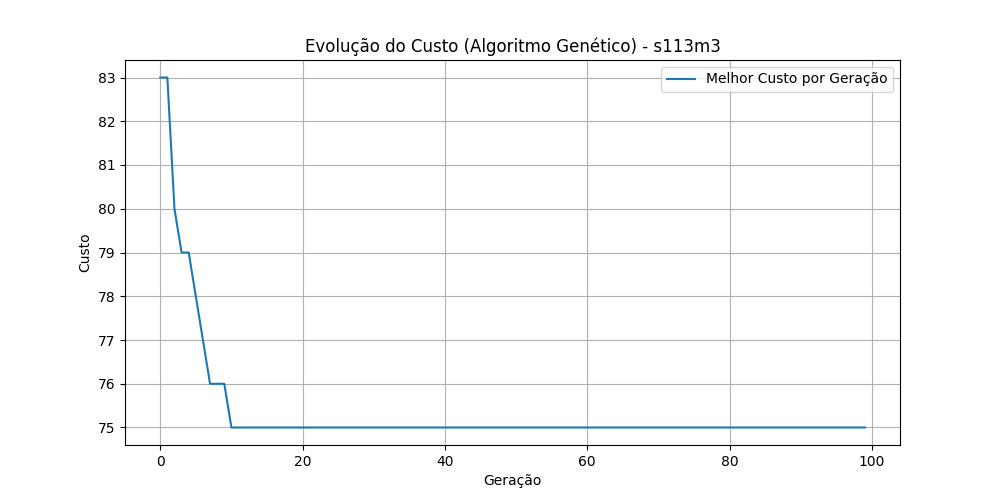 Evolução do Custo (Algoritmo Genético) - s113m3
Melhor Custo por Geração
83
82
81
80
79
78
77
76
75
Custo
0 20 40 60 80 100
Geração